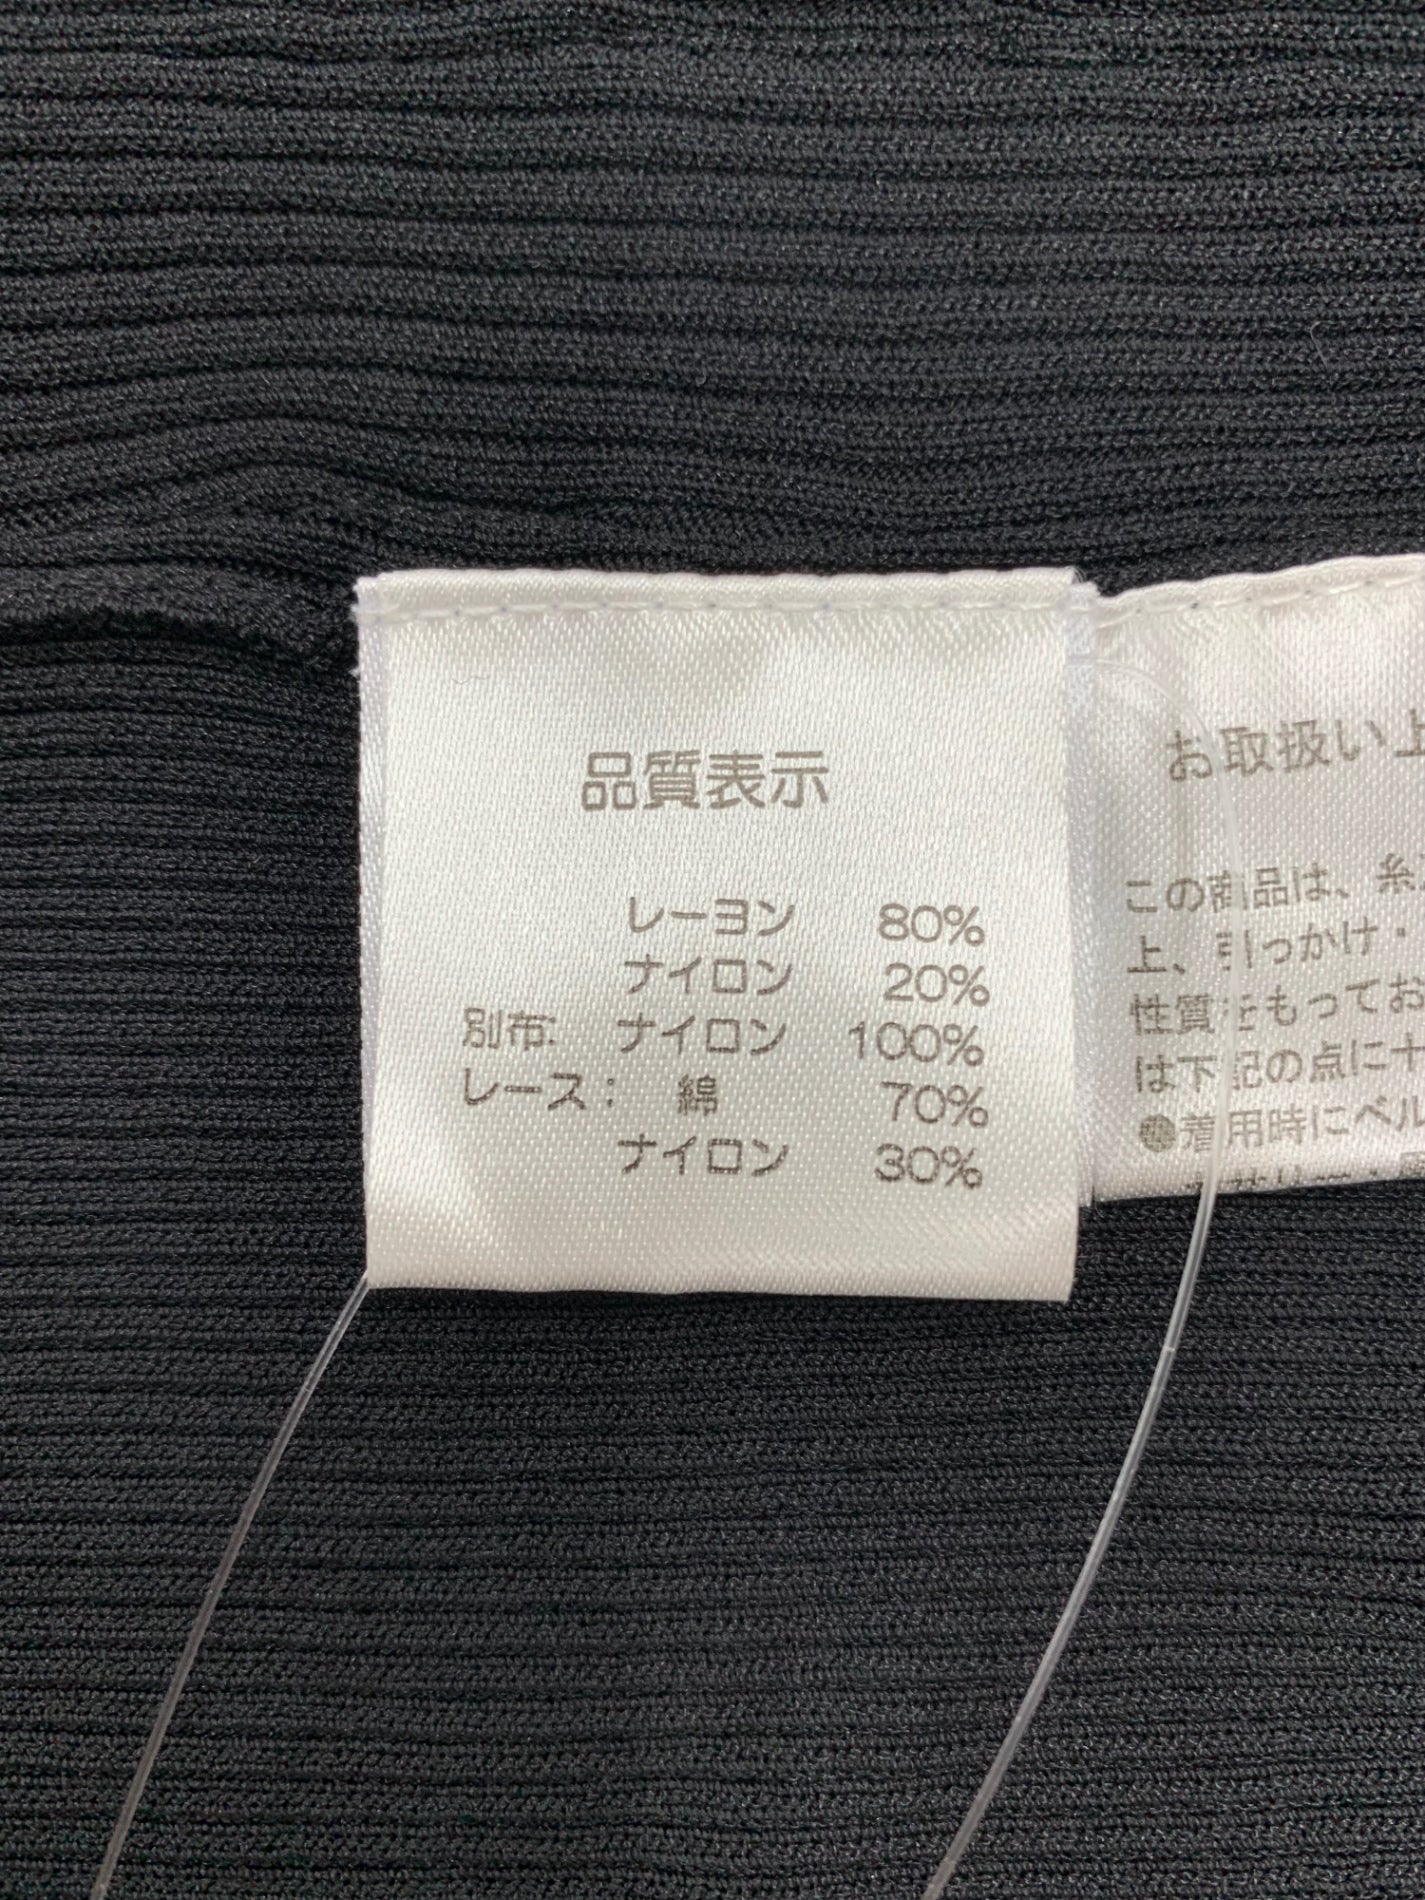 品質表示
レーヨン 80%
ナイロン 20%
別布: ナイロン 100%
レース: 綿 70%
ナイロン 30%
お取扱い上
この商品は、糸
上、引っかけ・
性質をもってお
は下記の点に十
●着用時にベル